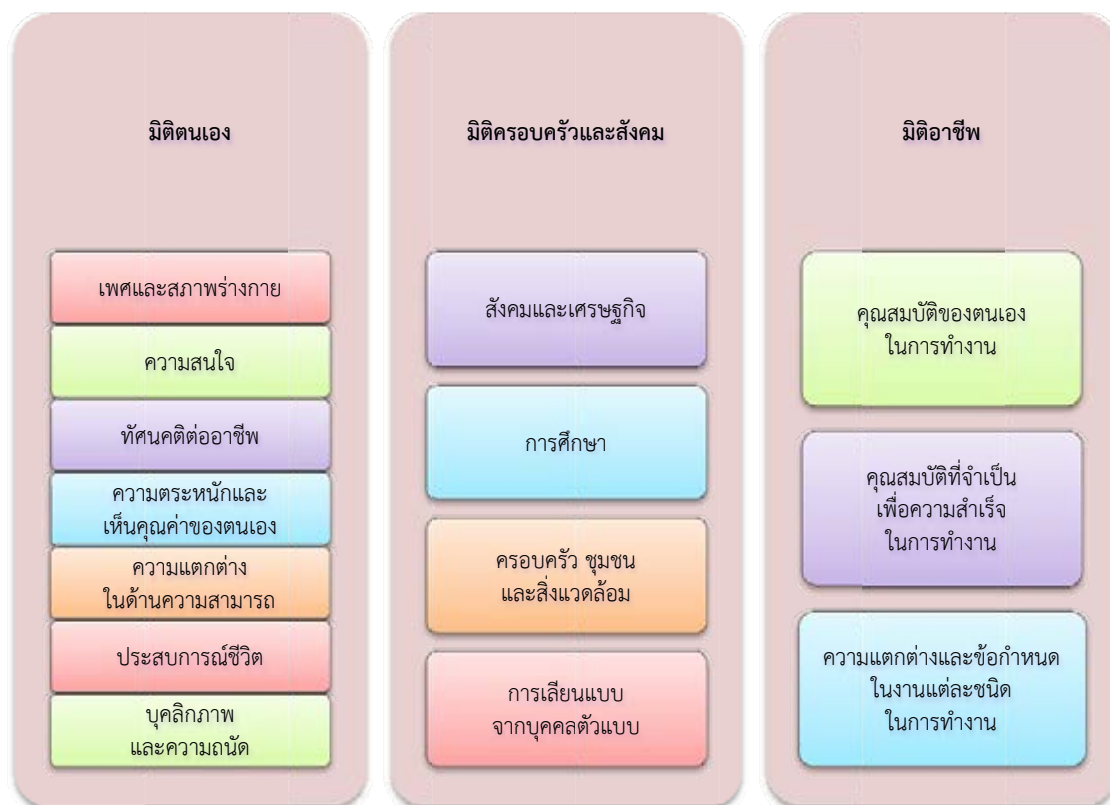 มิติตนเอง
เพศและสภาพร่างกาย
ความสนใจ
ทัศนคติต่ออาชีพ
ความตระหนักและ
เห็นคุณค่าของตนเอง
ความแตกต่าง
ในด้านความสามารถ
ประสบการณ์ชีวิต
บุคลิกภาพ
และความถนัด
มิติครอบครัวและสังคม
สังคมและเศรษฐกิจ
การศึกษา
ครอบครัว ชุมชน
และสิ่งแวดล้อม
การเลียนแบบ
จากบุคคลตัวแบบ
มิติอาชีพ
คุณสมบัติของตนเอง
ในการทำงาน
คุณสมบัติที่จำเป็น
เพื่อความสำเร็จ
ในการทำงาน
ความแตกต่างและข้อกำหนด
ในงานแต่ละชนิด
ในการทำงาน